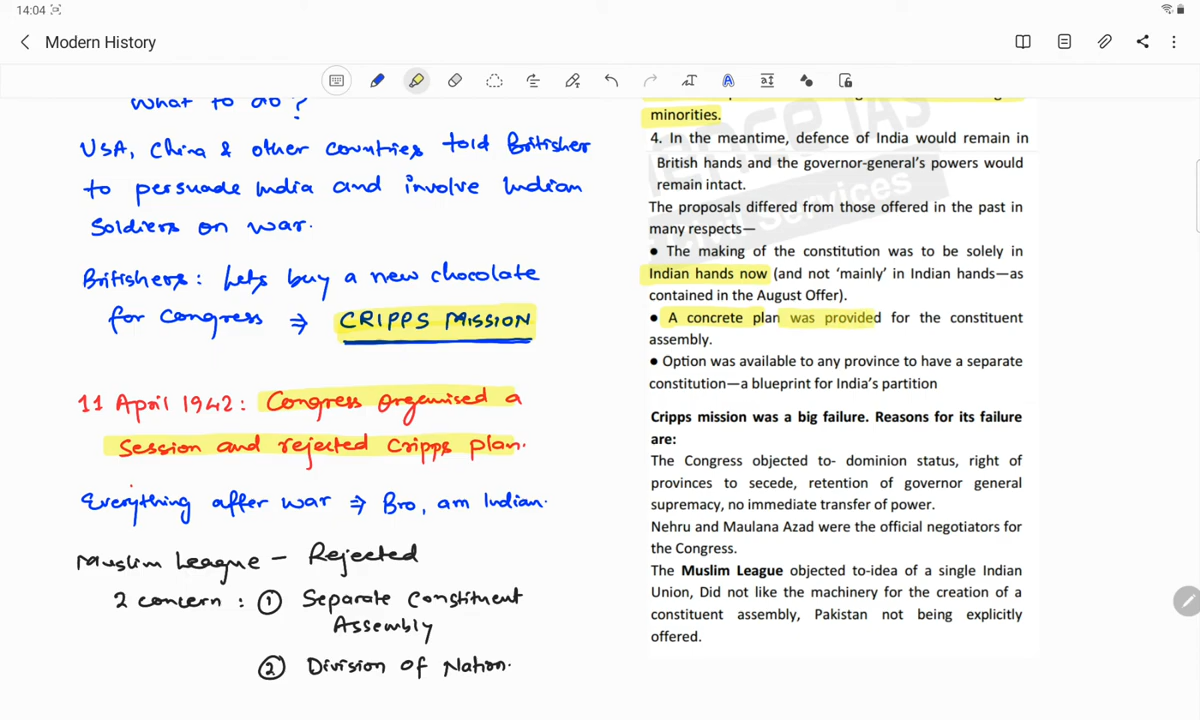 14:04
Modern History
What to do?
USA, China & other countries told Britisher
to persuade India and involve Indian
Soldiers on war.
Britishers: Lets buy a new chocolate
for Congress ⇒ CRIPPS MISSION
11 April 1942: Congress organised a
session and rejected Cripps plan.
Everything after war ⇒ Bro, am Indian.
Muslim League - Rejected
2 concern: ① Separate Constituent
Assembly
② Division of Nation.
minorities.
4. In the meantime, defence of India would remain in
British hands and the governor-general's powers would
remain intact.
The proposals differed from those offered in the past in
many respects—
• The making of the constitution was to be solely in
Indian hands now (and not 'mainly' in Indian hands—as
contained in the August Offer).
• A concrete plan was provided for the constituent
assembly.
• Option was available to any province to have a separate
constitution—a blueprint for India's partition
Cripps mission was a big failure. Reasons for its failure
are:
The Congress objected to- dominion status, right of
provinces to secede, retention of governor general
supremacy, no immediate transfer of power.
Nehru and Maulana Azad were the official negotiators for
the Congress.
The Muslim League objected to-idea of a single Indian
Union, Did not like the machinery for the creation of a
constituent assembly, Pakistan not being explicitly
offered.
IAS
Civil Services